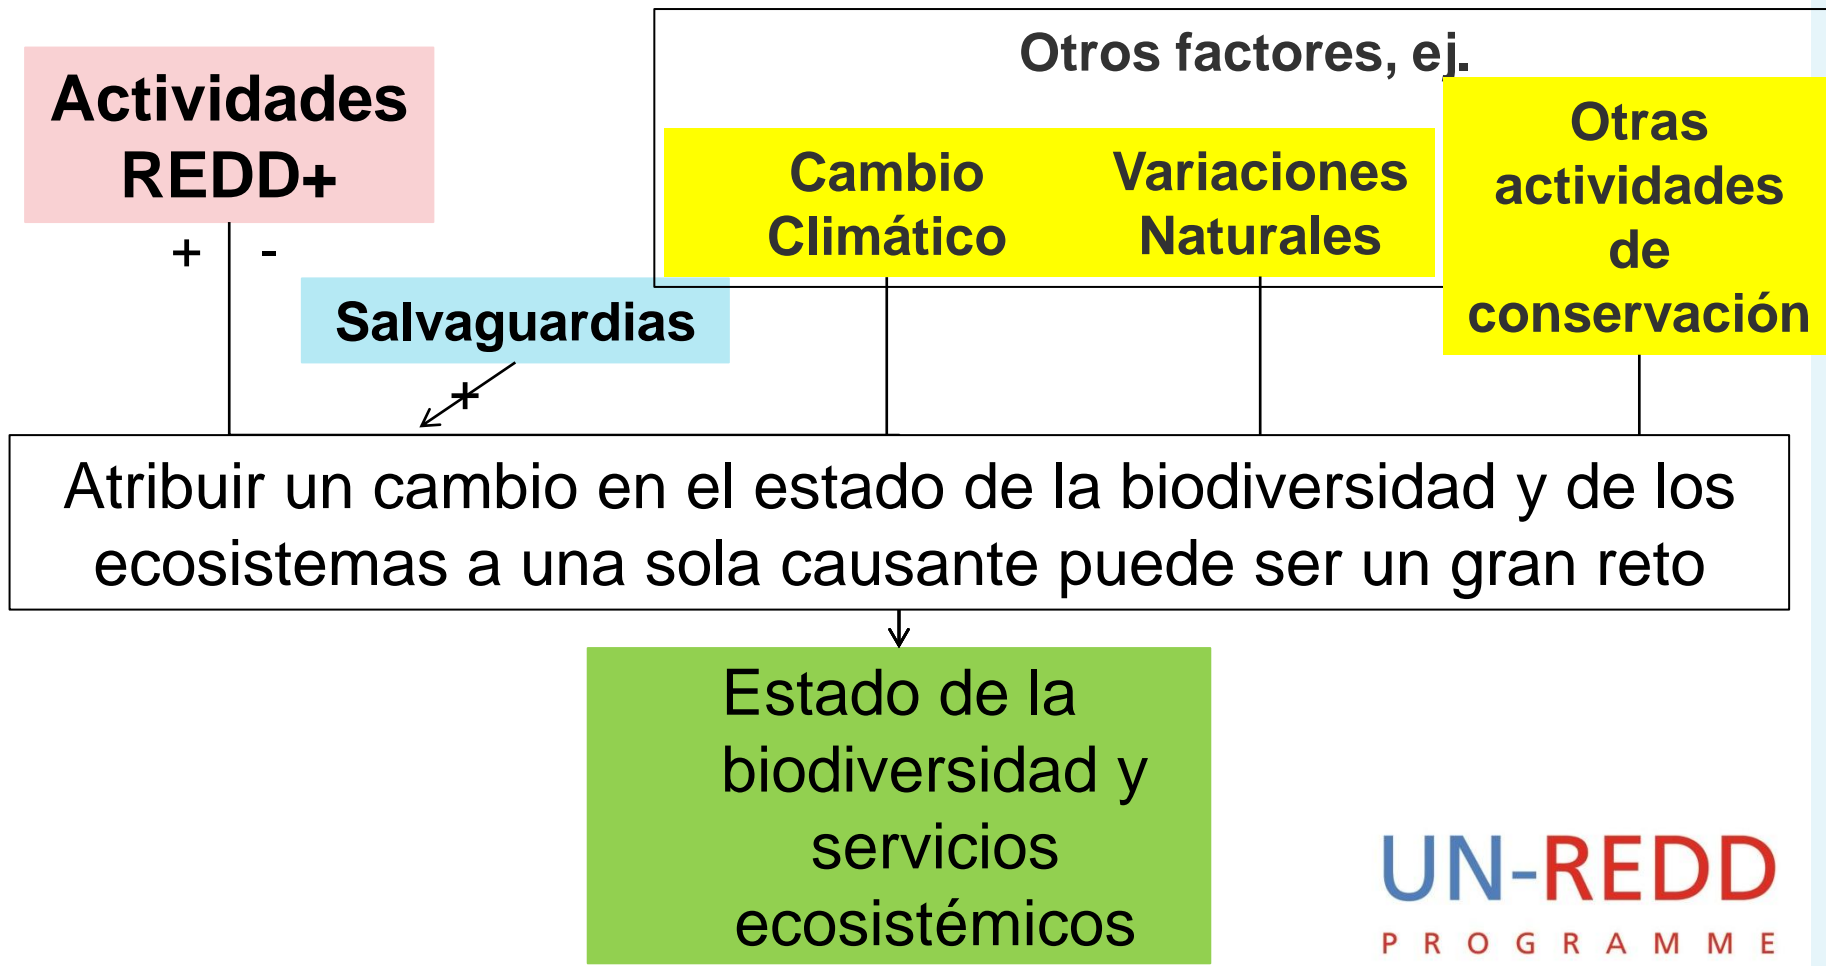 Actividades
REDD+
+ -
Salvaguardias
+
Otros factores, ej.
Cambio
Climático
Variaciones
Naturales
Otras
actividades
de
conservación
Atribuir un cambio en el estado de la biodiversidad y de los
ecosistemas a una sola causante puede ser un gran reto
Estado de la
biodiversidad y
servicios
ecosistémicos
UN-REDD
PROGRAMME